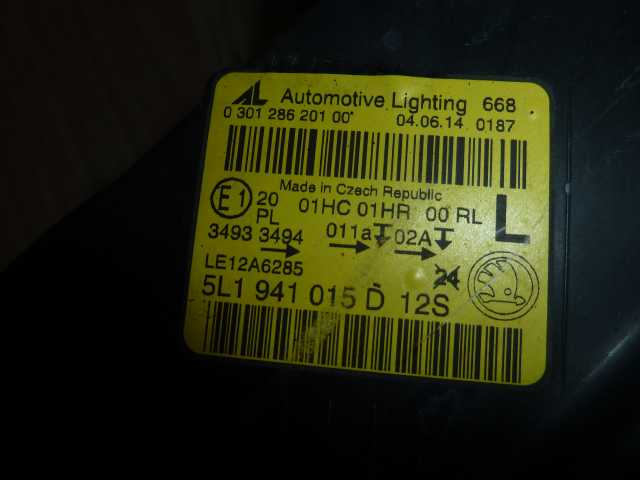 AL Automotive Lighting 668
0 301 286 201 00* 04.06.14 0187
Made in Czech Republic
E1 20 01HC 01HR 00 RL L
PL 011a 02A
3493 3494
LE12A6285 24
5L1 941 015 D 12S